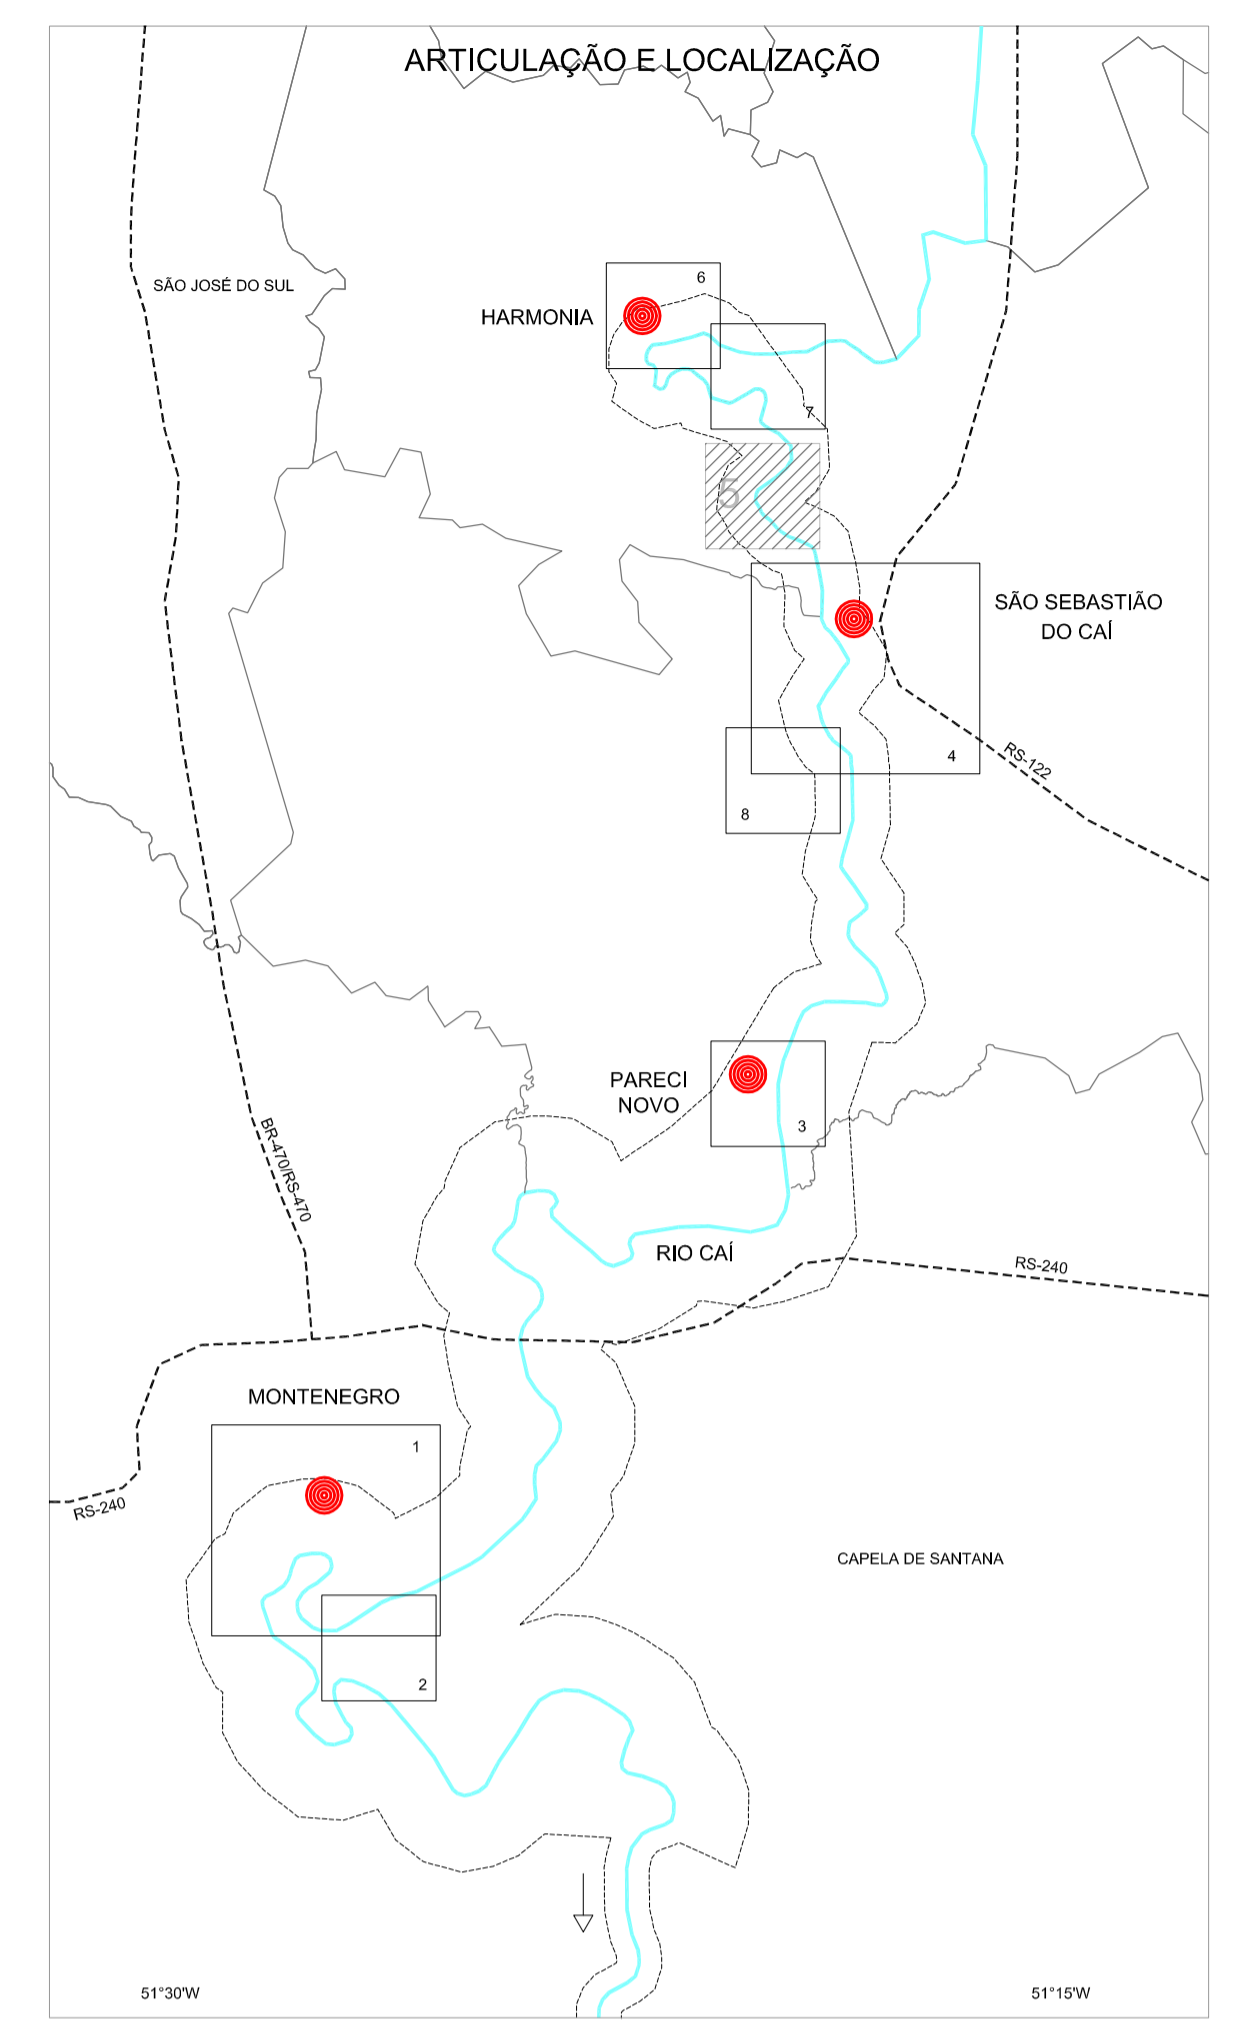 ARTICULAÇÃO E LOCALIZAÇÃO
6
SÃO JOSÉ DO SUL
HARMONIA
7
5
SÃO SEBASTIÃO
DO CAÍ
4
RS-122
8
PARECI
NOVO
3
BR-470/RS-470
RIO CAÍ
RS-240
MONTENEGRO
1
RS-240
CAPELA DE SANTANA
2
51°30'W
51°15'W